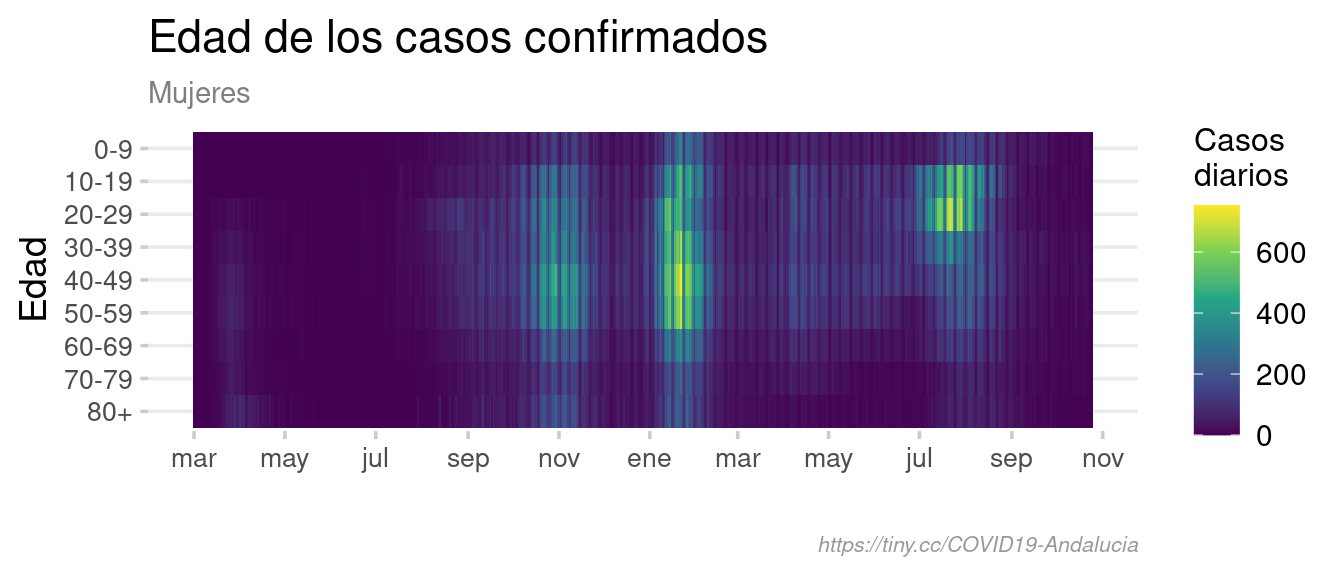 Edad de los casos confirmados
Mujeres
Edad
0-9
10-19
20-29
30-39
40-49
50-59
60-69
70-79
80+
mar may jul sep nov ene mar may jul sep nov
Casos
diarios
600
400
200
0
https://tiny.cc/COVID19-Andalucia